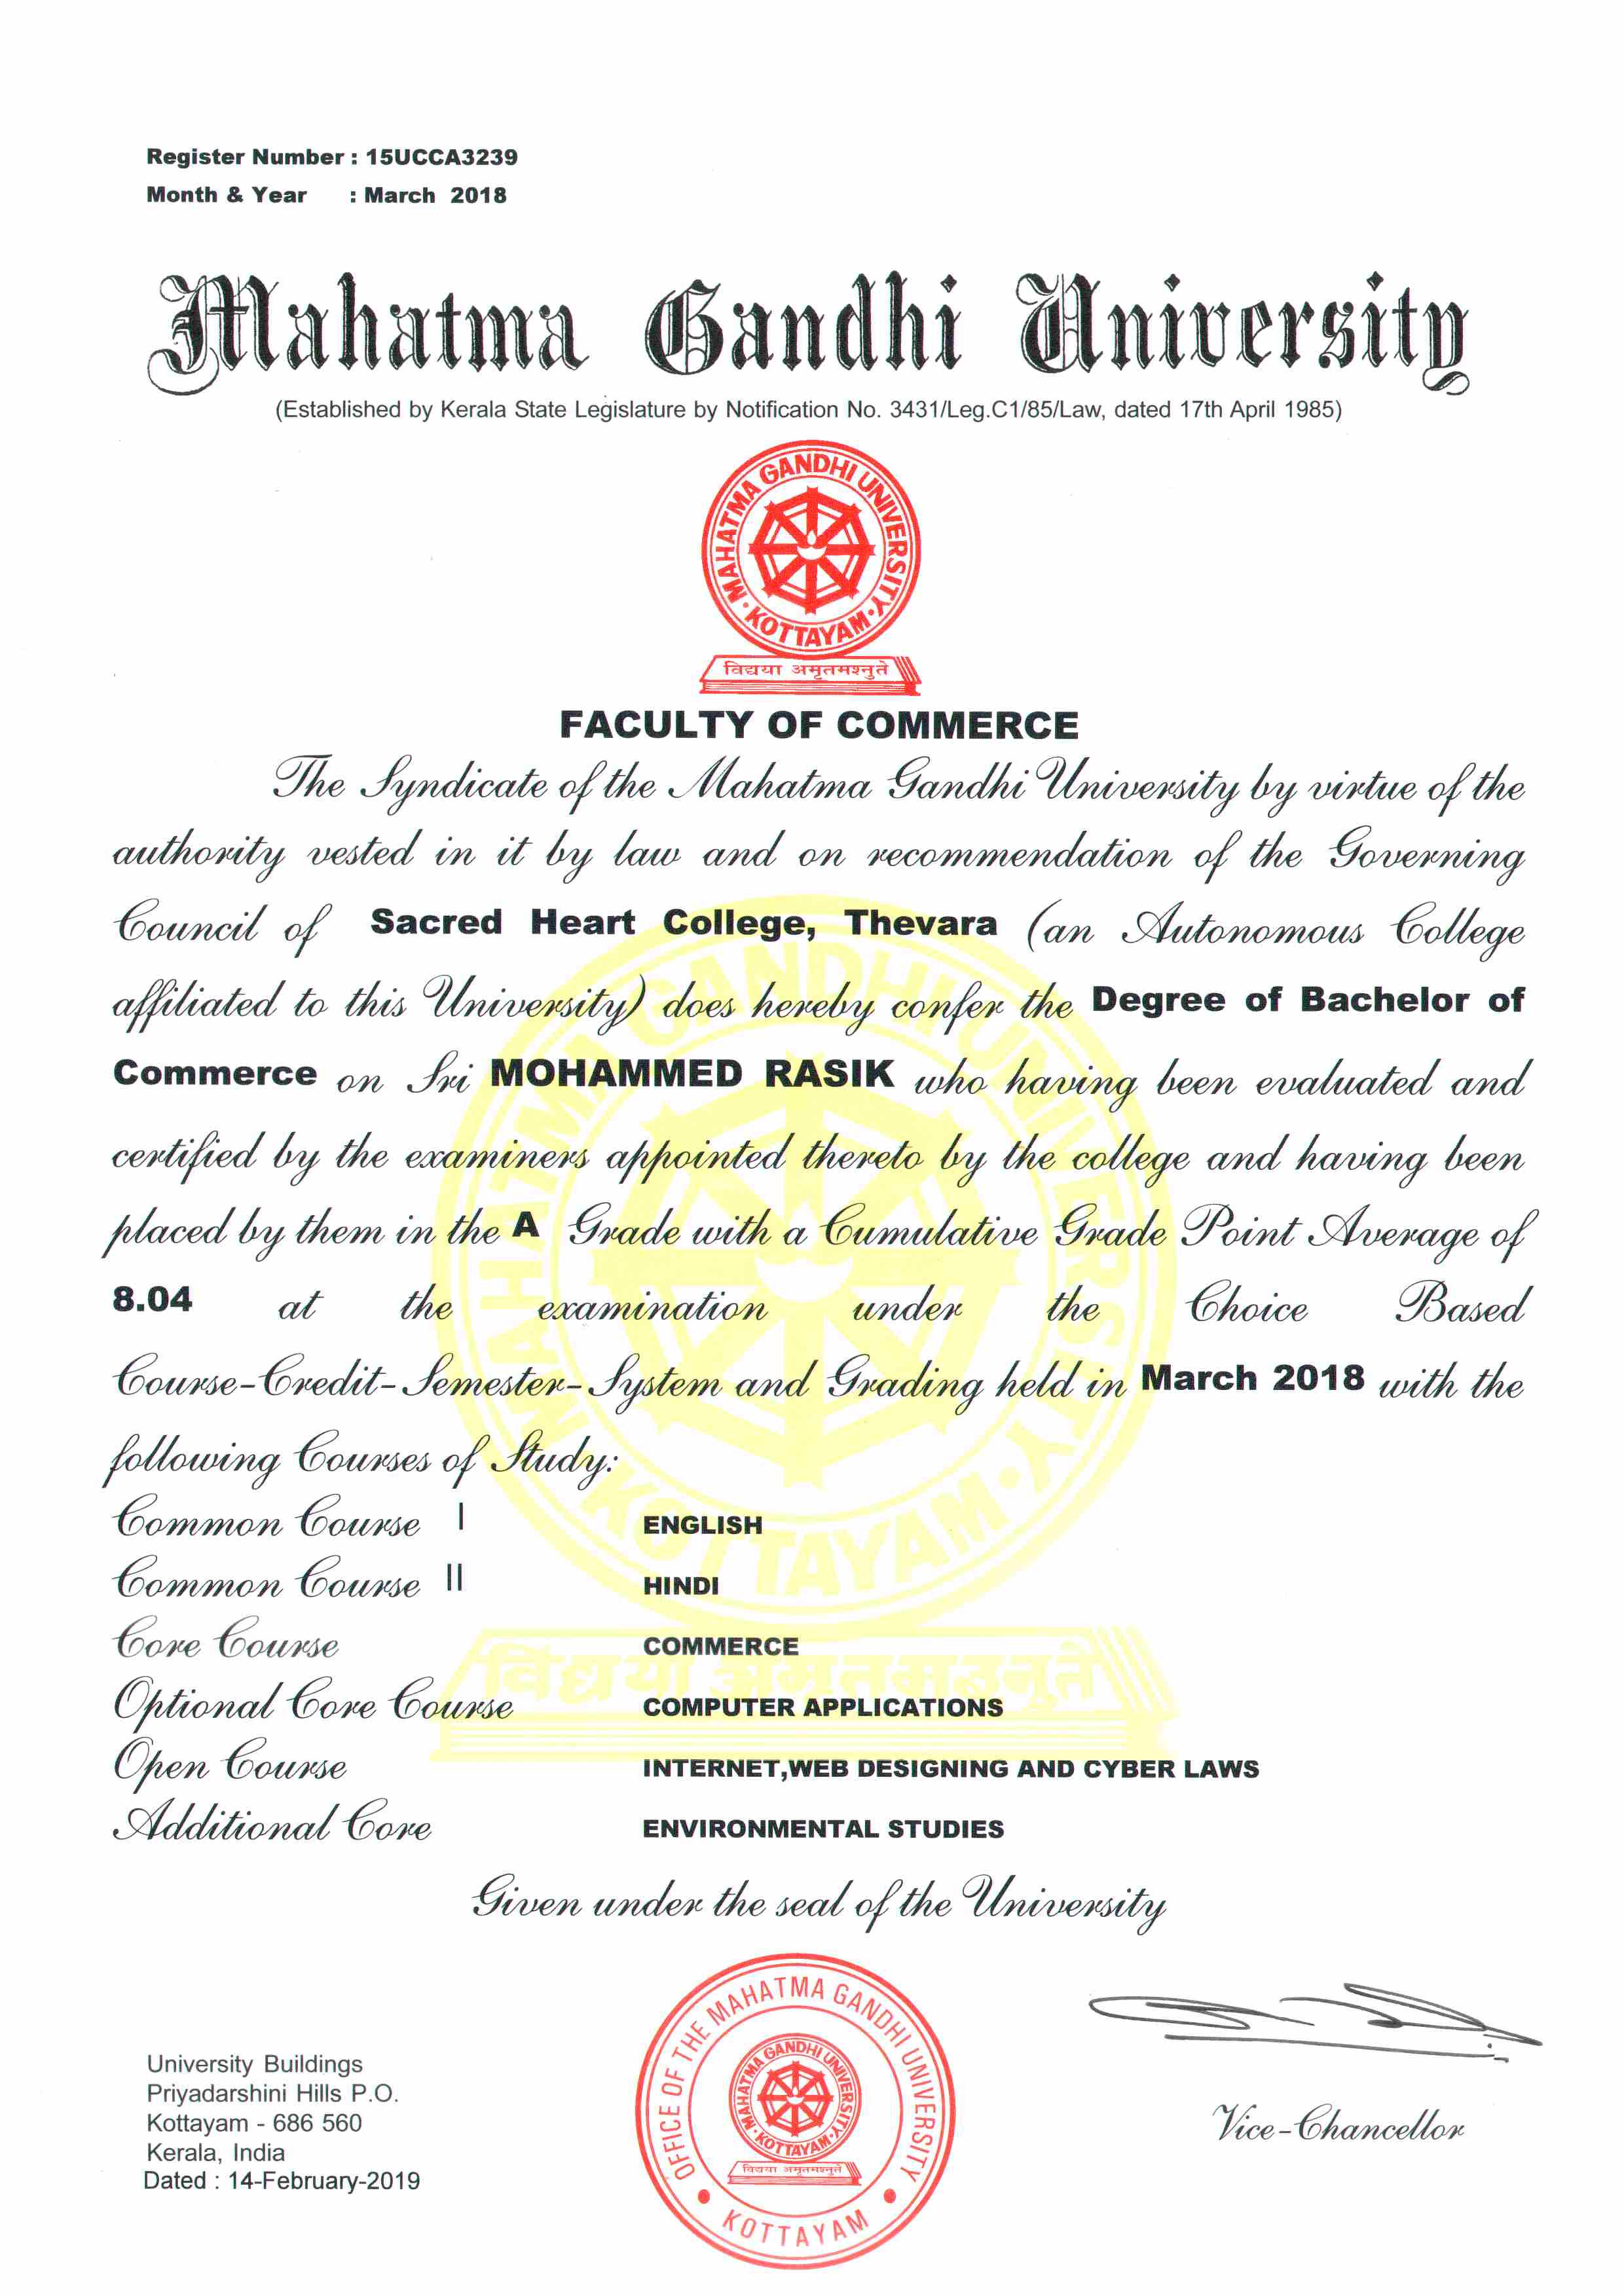 Register Number : 15UCCA3239
Month & Year : March 2018
Mahatma Gandhi University
(Established by Kerala State Legislature by Notification No. 3431/Leg.C1/85/Law, dated 17th April 1985)
MAHATMA GANDHI UNIVERSITY • KOTTAYAM •
विद्यया अमृतमश्नुते
FACULTY OF COMMERCE
The Syndicate of the Mahatma Gandhi University by virtue of the
authority vested in it by law and on recommendation of the Governing
Council of Sacred Heart College, Thevara (an Autonomous College
affiliated to this University) does hereby confer the Degree of Bachelor of
Commerce on Sri MOHAMMED RASIK who having been evaluated and
certified by the examiners appointed thereto by the college and having been
placed by them in the A Grade with a Cumulative Grade Point Average of
8.04 at the examination under the Choice Based
Course-Credit-Semester-System and Grading held in March 2018 with the
following Courses of Study:
Common Course I ENGLISH
Common Course II HINDI
Core Course COMMERCE
Optional Core Course COMPUTER APPLICATIONS
Open Course INTERNET,WEB DESIGNING AND CYBER LAWS
Additional Core ENVIRONMENTAL STUDIES
MAHATMA GANDHI UNIVERSITY • KOTTAYAM •
विद्यया अमृतमश्नुते
Given under the seal of the University
OFFICE OF THE MAHATMA GANDHI UNIVERSITY
• KOTTAYAM •
MAHATMA GANDHI UNIVERSITY • KOTTAYAM •
विद्यया अमृतमश्नुते
University Buildings
Priyadarshini Hills P.O.
Kottayam - 686 560
Kerala, India
Dated : 14-February-2019
Vice-Chancellor